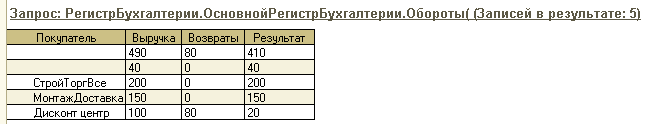 Запрос: РегистрБухгалтерии.ОсновнойРегистрБухгалтерии.Обороты( (Записей в результате: 5)
Покупатель Выручка Возвраты Результат
490 80 410
40 0 40
СтройТоргВсе 200 0 200
МонтажДоставка 150 0 150
Дисконт центр 100 80 20